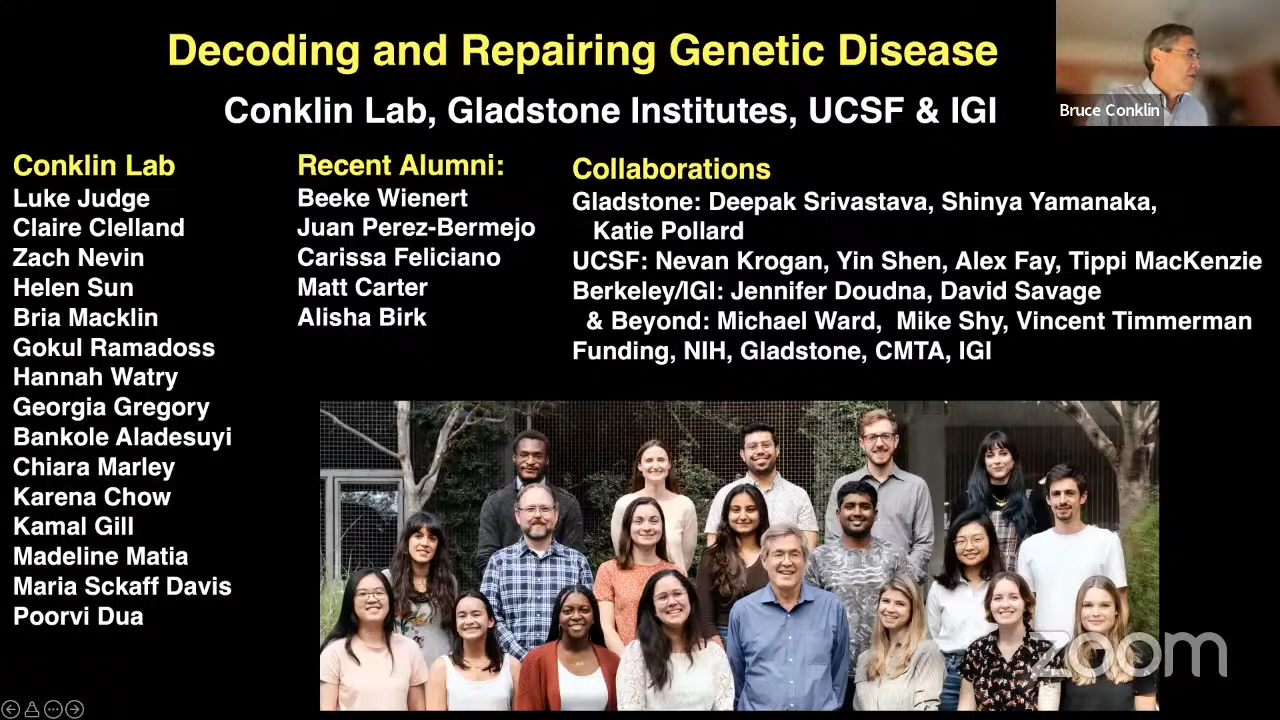 Decoding and Repairing Genetic Disease
Conklin Lab, Gladstone Institutes, UCSF & IGI
Bruce Conklin
Conklin Lab
Luke Judge
Claire Clelland
Zach Nevin
Helen Sun
Bria Macklin
Gokul Ramadoss
Hannah Watry
Georgia Gregory
Bankole Aladesuyi
Chiara Marley
Karena Chow
Kamal Gill
Madeline Matia
Maria Sckaff Davis
Poorvi Dua
Recent Alumni:
Beeke Wienert
Juan Perez-Bermejo
Carissa Feliciano
Matt Carter
Alisha Birk
Collaborations
Gladstone: Deepak Srivastava, Shinya Yamanaka,
Katie Pollard
UCSF: Nevan Krogan, Yin Shen, Alex Fay, Tippi MacKenzie
Berkeley/IGI: Jennifer Doudna, David Savage
& Beyond: Michael Ward, Mike Shy, Vincent Timmerman
Funding, NIH, Gladstone, CMTA, IGI
zoom